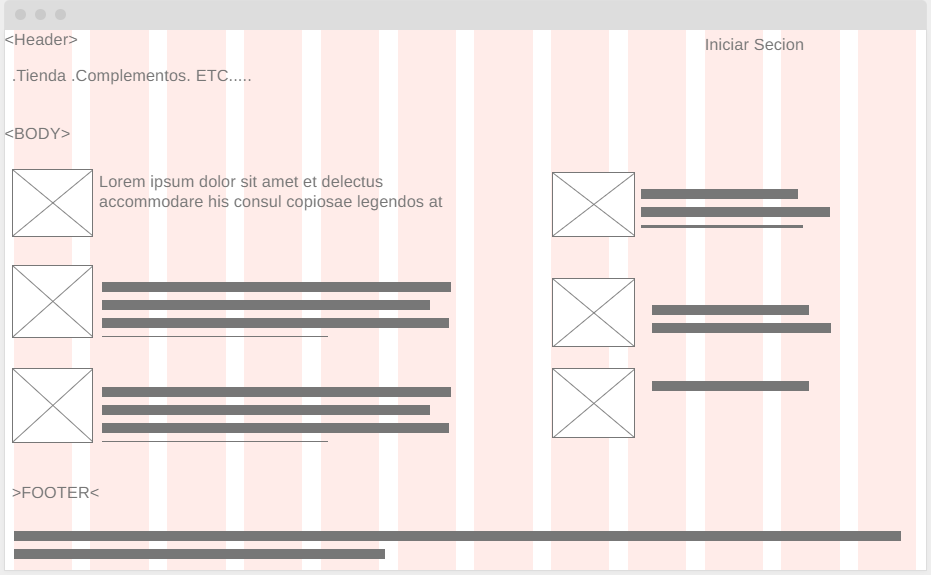 <Header>
Iniciar Secion
.Tienda .Complementos. ETC.....
<BODY>
Lorem ipsum dolor sit amet et delectus
accommodare his consul copiosae legendos at
>FOOTER<